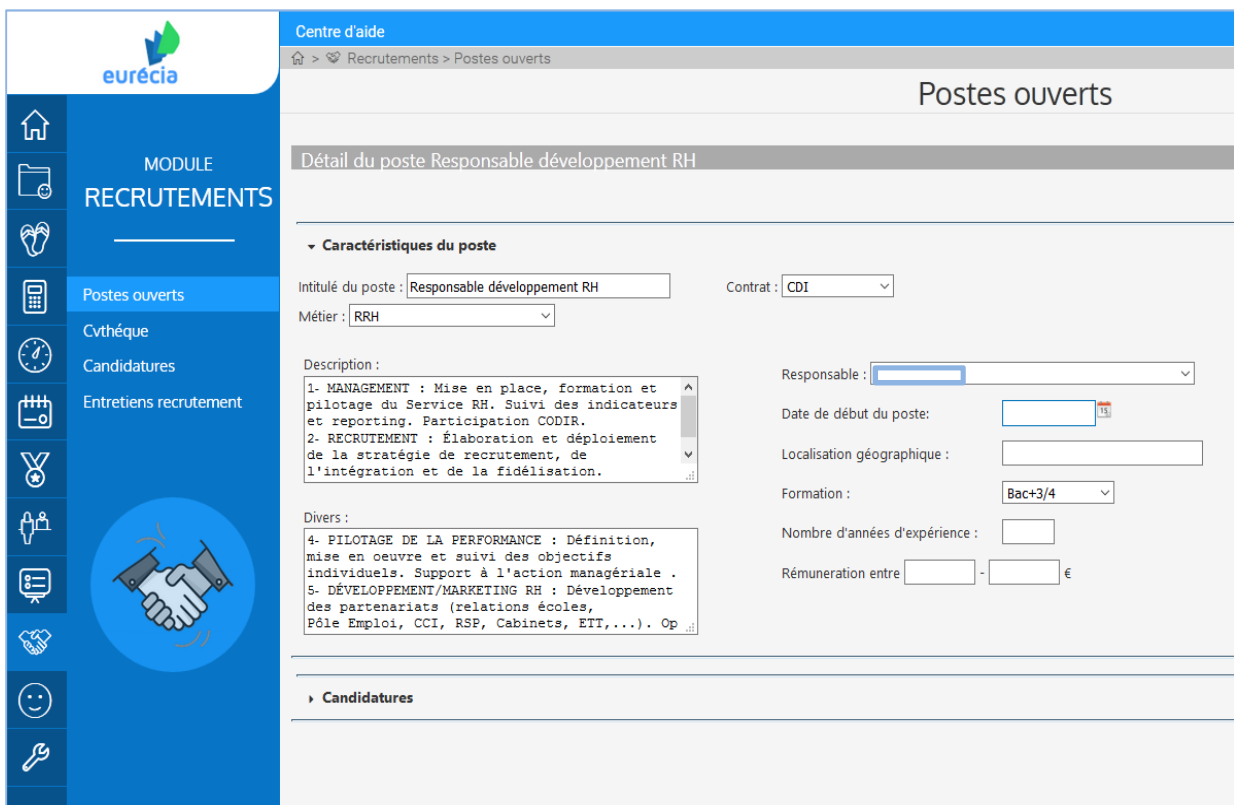 eurécia
Centre d'aide
> Recrutements > Postes ouverts
Postes ouverts
MODULE
RECRUTEMENTS
Postes ouverts
Cvthéque
Candidatures
Entretiens recrutement
Détail du poste Responsable développement RH
Caractéristiques du poste
Intitulé du poste : Responsable développement RH
Contrat : CDI
Métier : RRH
Description :
1- MANAGEMENT : Mise en place, formation et
pilotage du Service RH. Suivi des indicateurs
et reporting. Participation CODIR.
2- RECRUTEMENT : Élaboration et déploiement
de la stratégie de recrutement, de
l'intégration et de la fidélisation.
Divers :
4- PILOTAGE DE LA PERFORMANCE : Définition,
mise en oeuvre et suivi des objectifs
individuels. Support à l'action managériale .
5- DÉVELOPPEMENT/MARKETING RH : Développement
des partenariats (relations écoles,
Pôle Emploi, CCI, RSP, Cabinets, ETT,...). Op
Responsable :
Date de début du poste:
15
Localisation géographique :
Formation : Bac+3/4
Nombre d'années d'expérience :
Rémuneration entre - €
Candidatures